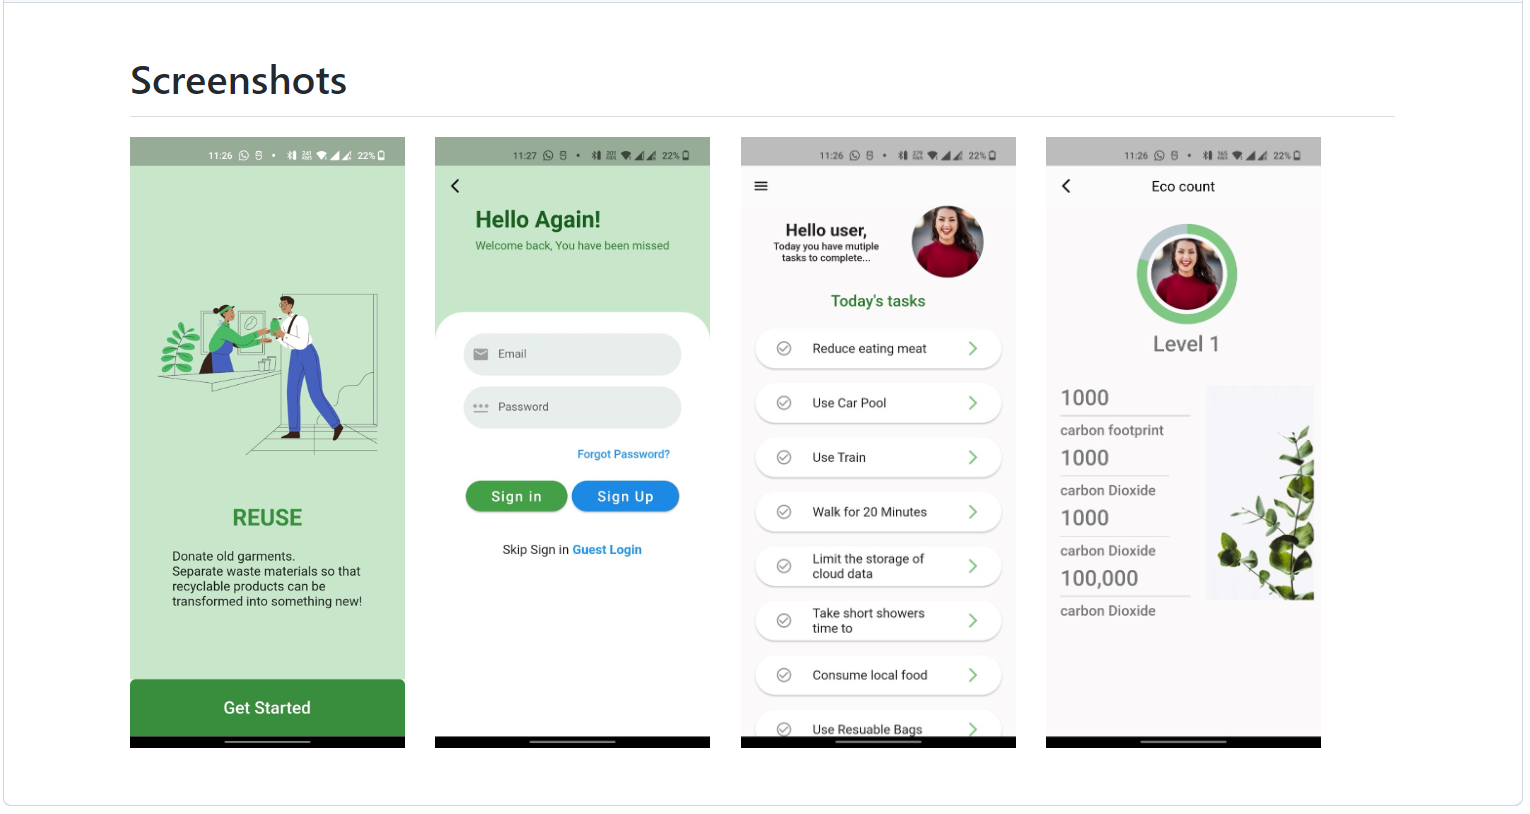 Screenshots
11:26
22%
REUSE
Donate old garments.
Separate waste materials so that
recyclable products can be
transformed into something new!
Get Started
11:27
22%
Hello Again!
Welcome back, You have been missed
Email
Password
Forgot Password?
Sign in
Sign Up
Skip Sign in Guest Login
11:26
22%
Hello user,
Today you have mutiple
tasks to complete...
Today's tasks
Reduce eating meat
Use Car Pool
Use Train
Walk for 20 Minutes
Limit the storage of
cloud data
Take short showers
time to
Consume local food
Use Resuable Bags
11:26
22%
Eco count
Level 1
1000
carbon footprint
1000
carbon Dioxide
1000
carbon Dioxide
100,000
carbon Dioxide